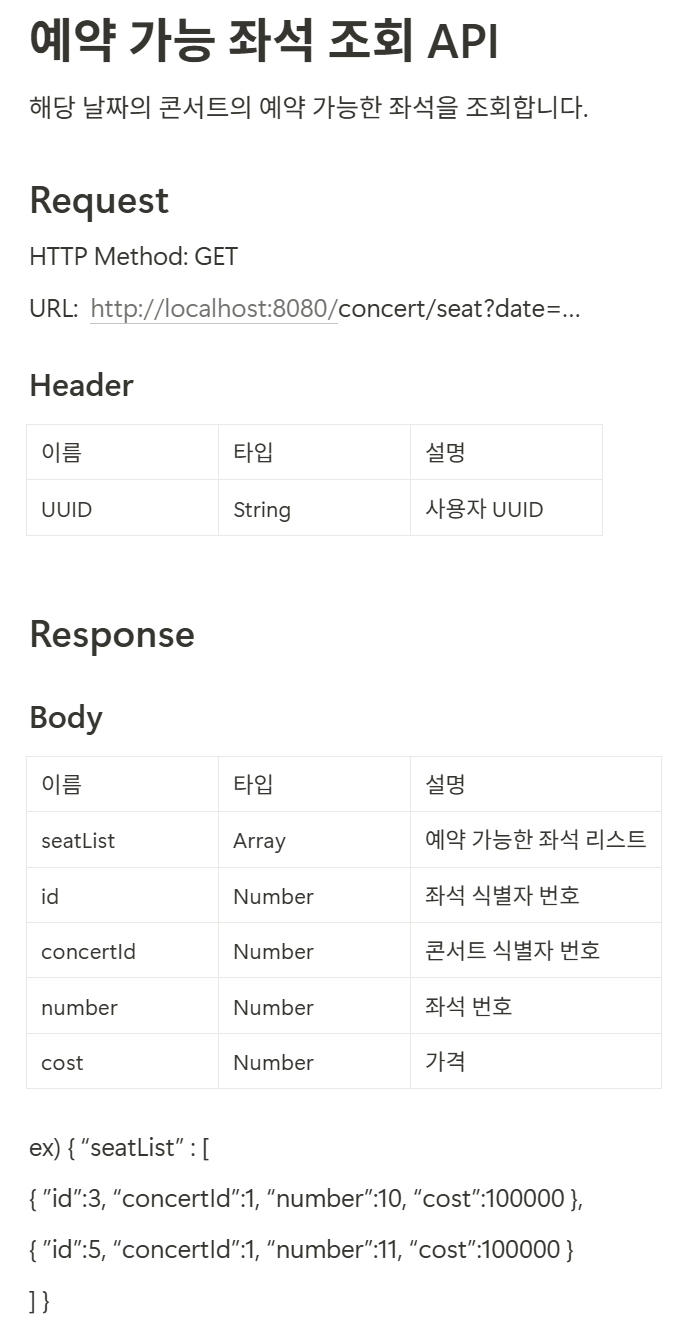 예약 가능 좌석 조회 API
해당 날짜의 콘서트의 예약 가능한 좌석을 조회합니다.
Request
HTTP Method: GET
URL: http://localhost:8080/concert/seat?date=...
Header
이름 타입 설명
UUID String 사용자 UUID
Response
Body
이름 타입 설명
seatList Array 예약 가능한 좌석 리스트
id Number 좌석 식별자 번호
concertId Number 콘서트 식별자 번호
number Number 좌석 번호
cost Number 가격
ex) { “seatList” : [
{ ”id”:3, “concertId”:1, “number”:10, “cost”:100000 },
{ ”id”:5, “concertId”:1, “number”:11, “cost”:100000 }
] }